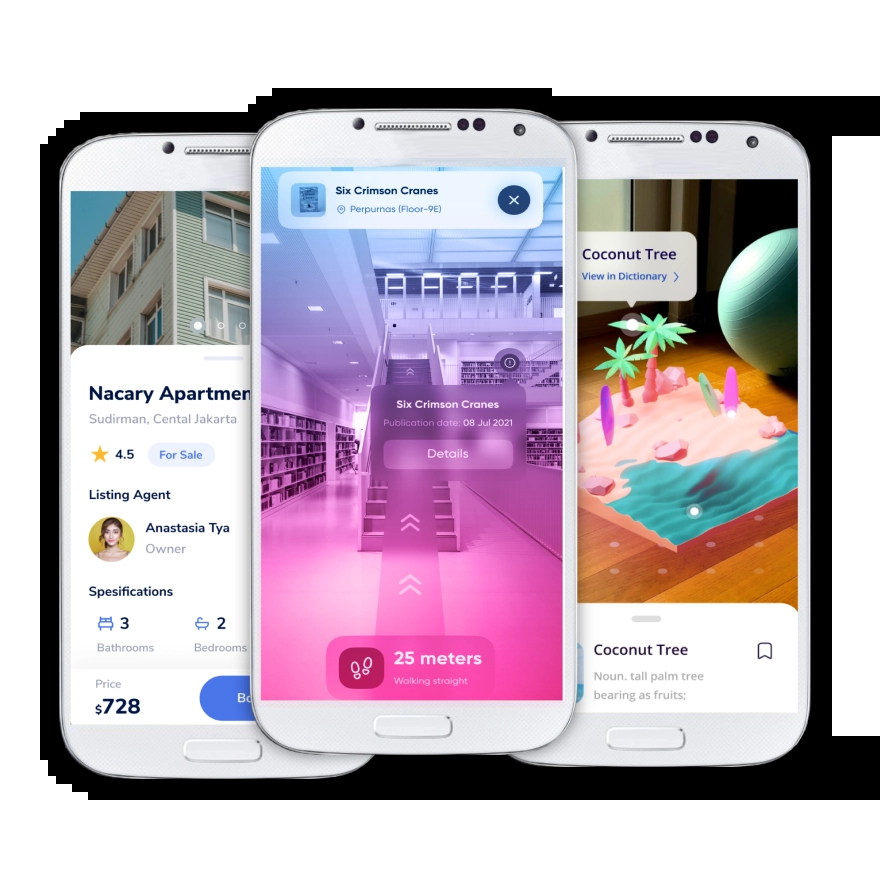 Nacary Apartmen
Sudirman, Cental Jakarta
4.5
For Sale
Listing Agent
Anastasia Tya
Owner
Spesifications
3
2
Bathrooms
Bedrooms
Price
$728
Bo
Six Crimson Cranes
Perpurnas (Floor-9E)
Six Crimson Cranes
Publication date: 08 Jul 2021
Details
25 meters
Walking straight
Coconut Tree
View in Dictionary
Coconut Tree
Noun. tall palm tree
bearing as fruits;